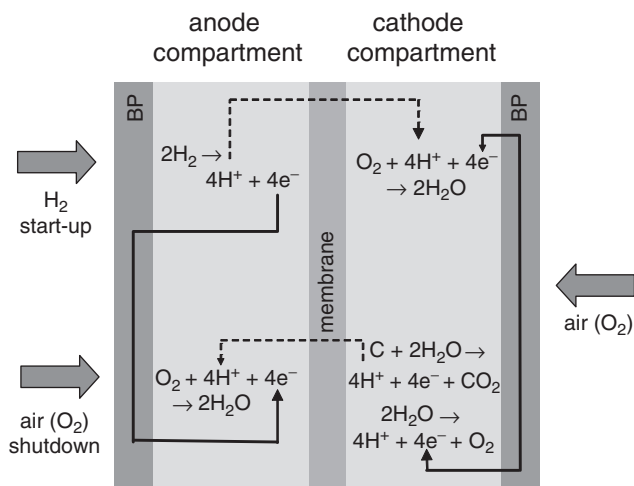 anode
compartment
cathode
compartment
BP
BP
2H₂ →
4H⁺ + 4e⁻
O₂ + 4H⁺ + 4e⁻
→ 2H₂O
H₂
start-up
membrane
air (O₂)
C + 2H₂O →
4H⁺ + 4e⁻ + CO₂
O₂ + 4H⁺ + 4e⁻
→ 2H₂O
2H₂O →
4H⁺ + 4e⁻ + O₂
air (O₂)
shutdown